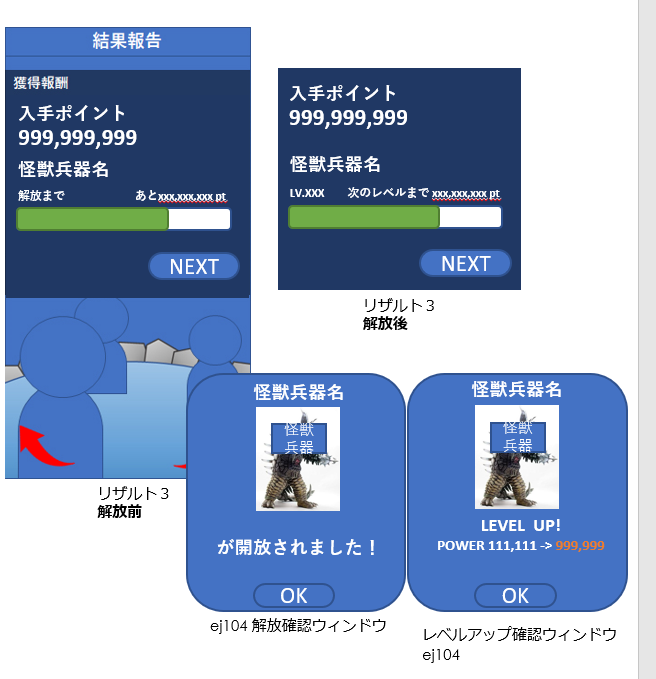 結果報告
獲得報酬
入手ポイント
999,999,999
怪獣兵器名
解放まで あとxxx,xxx,xxx pt
NEXT
リザルト３
解放前
入手ポイント
999,999,999
怪獣兵器名
LV.XXX 次のレベルまで xxx,xxx,xxx pt
NEXT
リザルト３
解放後
怪獣兵器名
怪獣
兵器
が開放されました！
OK
ej104 解放確認ウィンドウ
怪獣兵器名
怪獣
兵器
LEVEL UP!
POWER 111,111 -> 999,999
OK
レベルアップ確認ウィンドウ
ej104